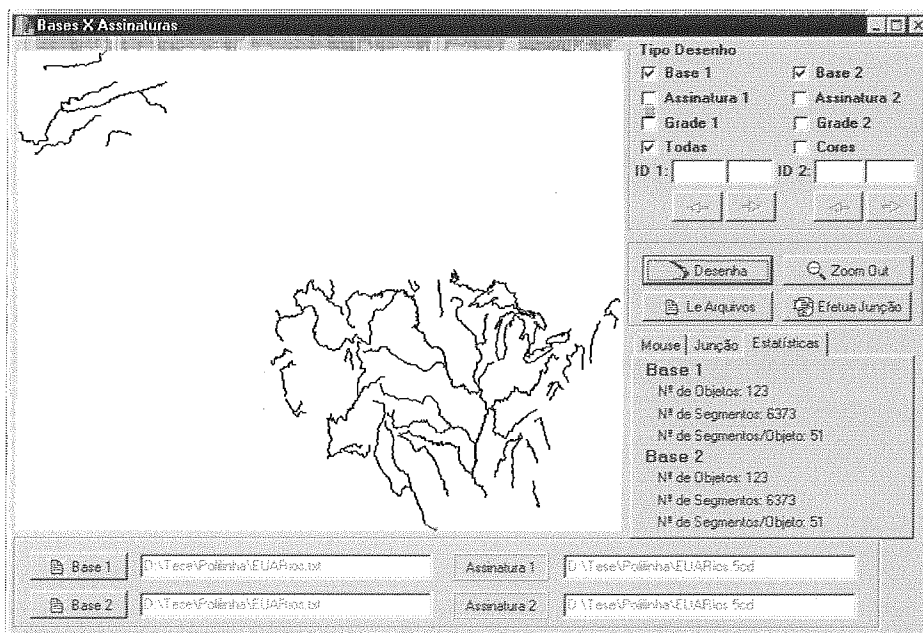 Bases X Assinaturas
Tipo Desenho
Base 1
Base 2
Assinatura 1
Assinatura 2
Grade 1
Grade 2
Todas
Cores
ID 1:
ID 2:
Desenha
Zoom Out
Le Arquivos
Efetua Junção
Mouse
Junção
Estatísticas
Base 1
Nº de Objetos: 123
Nº de Segmentos: 6373
Nº de Segmentos/Objeto: 51
Base 2
Nº de Objetos: 123
Nº de Segmentos: 6373
Nº de Segmentos/Objeto: 51
Base 1
D:\Tese\Polilinha\EUARios.txt
Assinatura 1
D:\Tese\Polilinha\EUARios.5cd
Base 2
D:\Tese\Polilinha\EUARios.txt
Assinatura 2
D:\Tese\Polilinha\EUARios.5cd